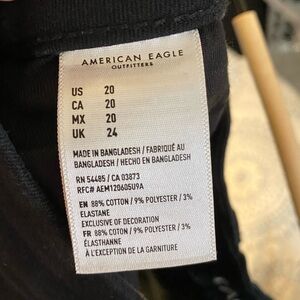 AMERICAN EAGLE
OUTFITTERS
US 20
CA 20
MX 20
UK 24
MADE IN BANGLADESH / FABRIQUÉ AU
BANGLADESH / HECHO EN BANGLADESH
RN 54485 / CA 03873
RFC# AEM120605U9A
EN 88% COTTON / 9% POLYESTER / 3%
ELASTANE
EXCLUSIVE OF DECORATION
FR 88% COTON / 9% POLYESTER / 3%
ÉLASTHANNE
À L'EXCEPTION DE LA GARNITURE